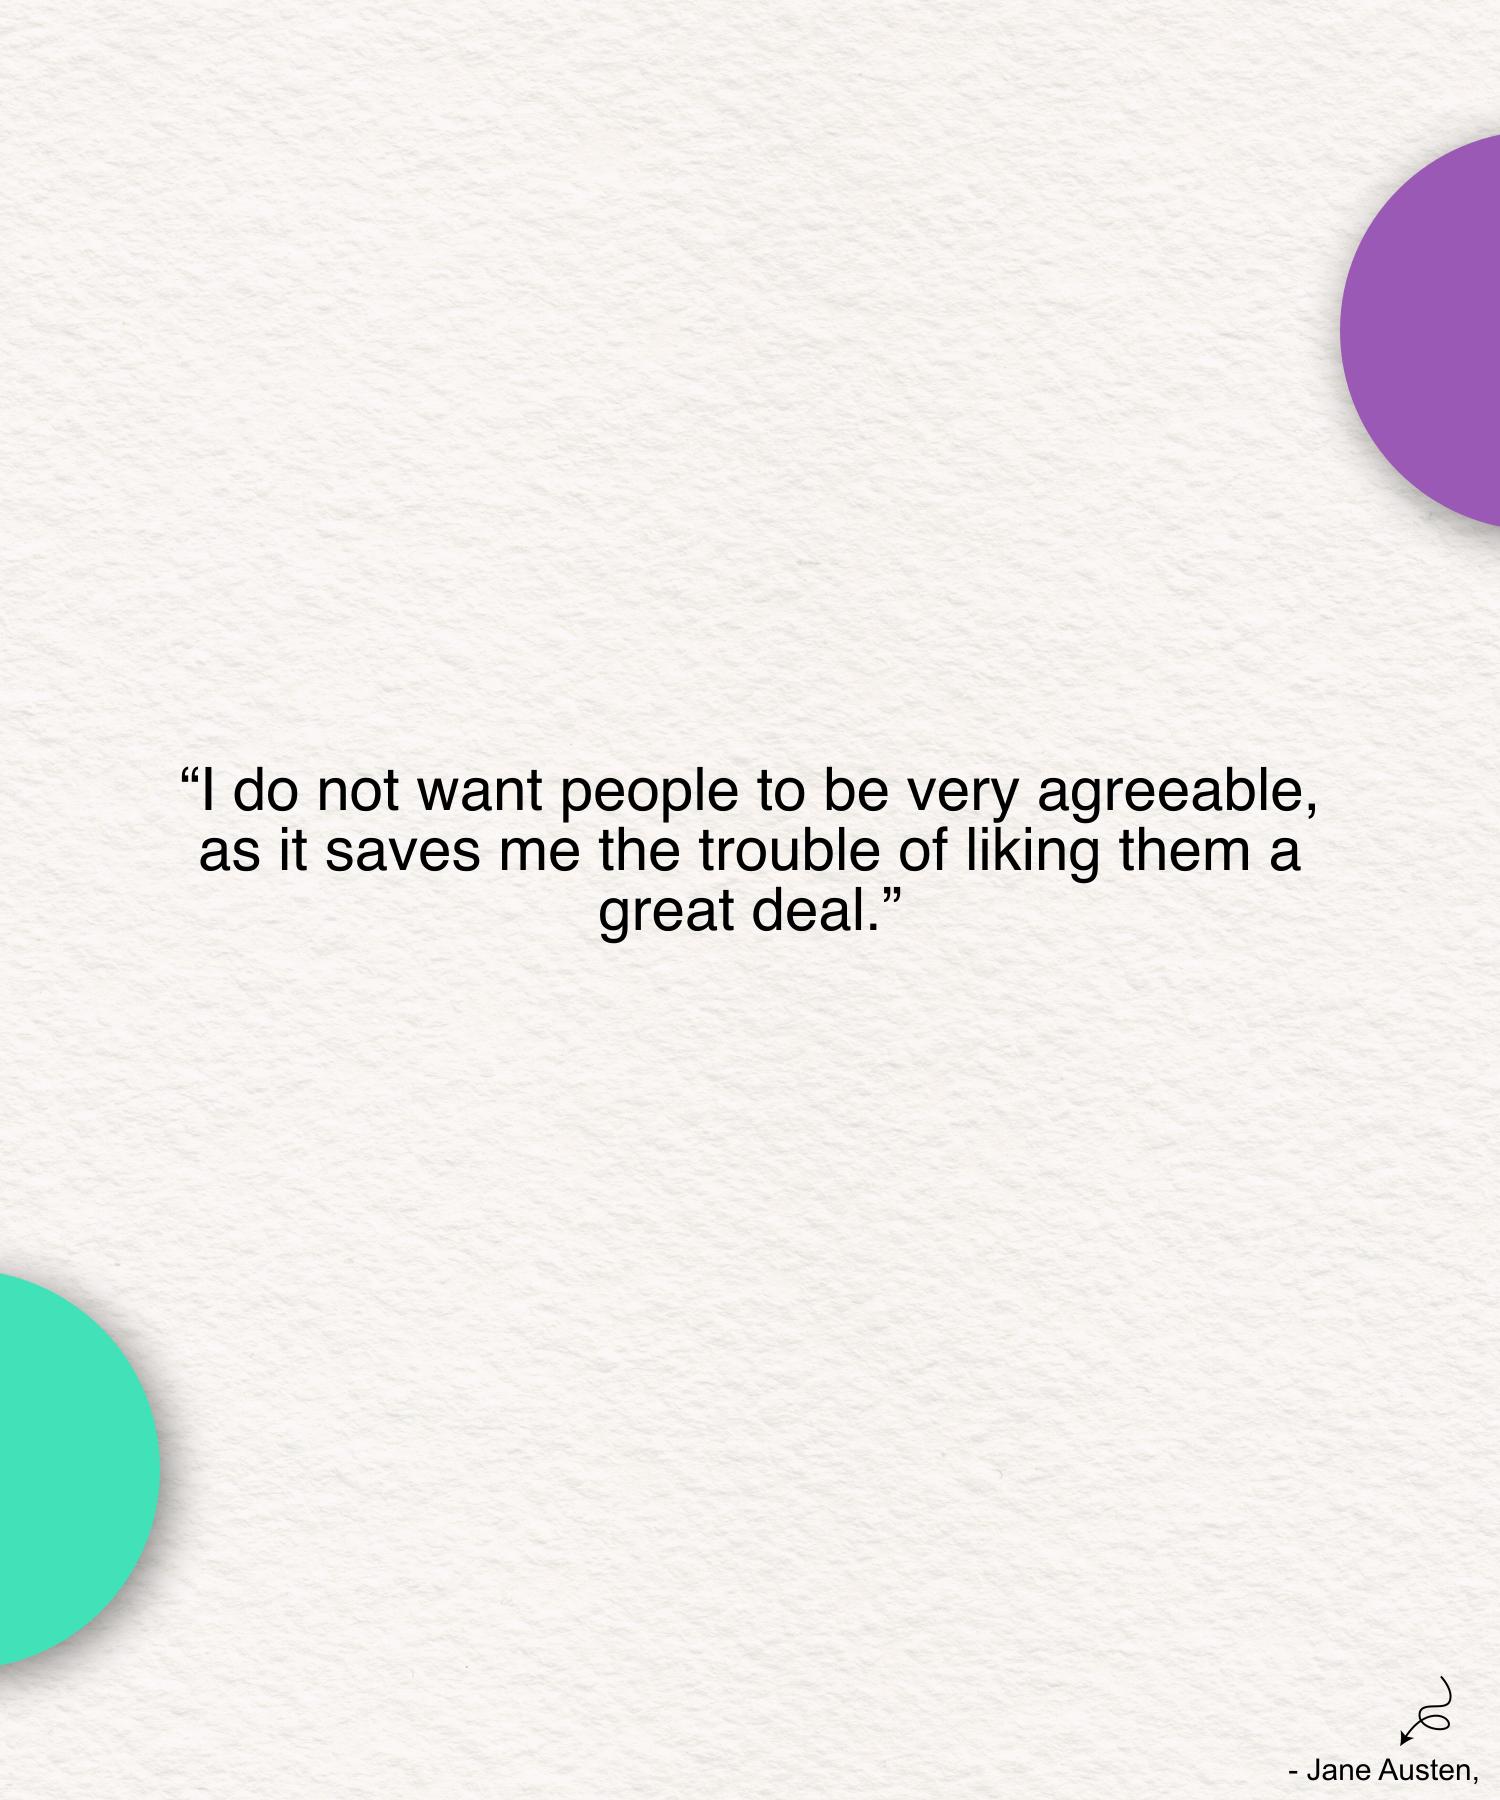 “I do not want people to be very agreeable,
as it saves me the trouble of liking them a
great deal.”
- Jane Austen,